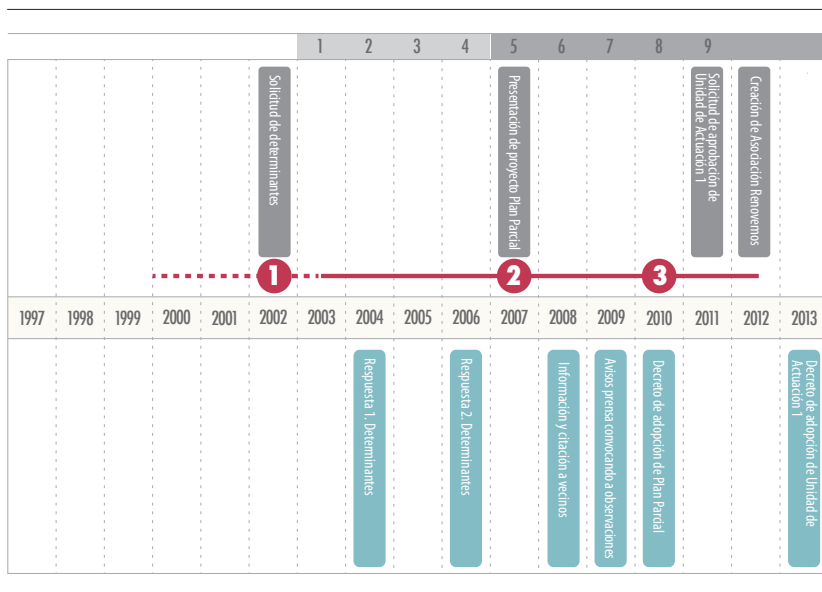 1 2 3 4 5 6 7 8 9
Solicitud de determinantes
Presentación de proyecto Plan Parcial
Solicitud de aprobación de
Unidad de Actuación 1
Creación de Asociación Renovemos
1 2 3
1997 1998 1999 2000 2001 2002 2003 2004 2005 2006 2007 2008 2009 2010 2011 2012 2013
Respuesta 1. Determinantes
Respuesta 2. Determinantes
Información y citación a vecinos
Avisos prensa convocando a observaciones
Decreto de adopción de Plan Parcial
Decreto de adopción de Unidad de
Actuación 1